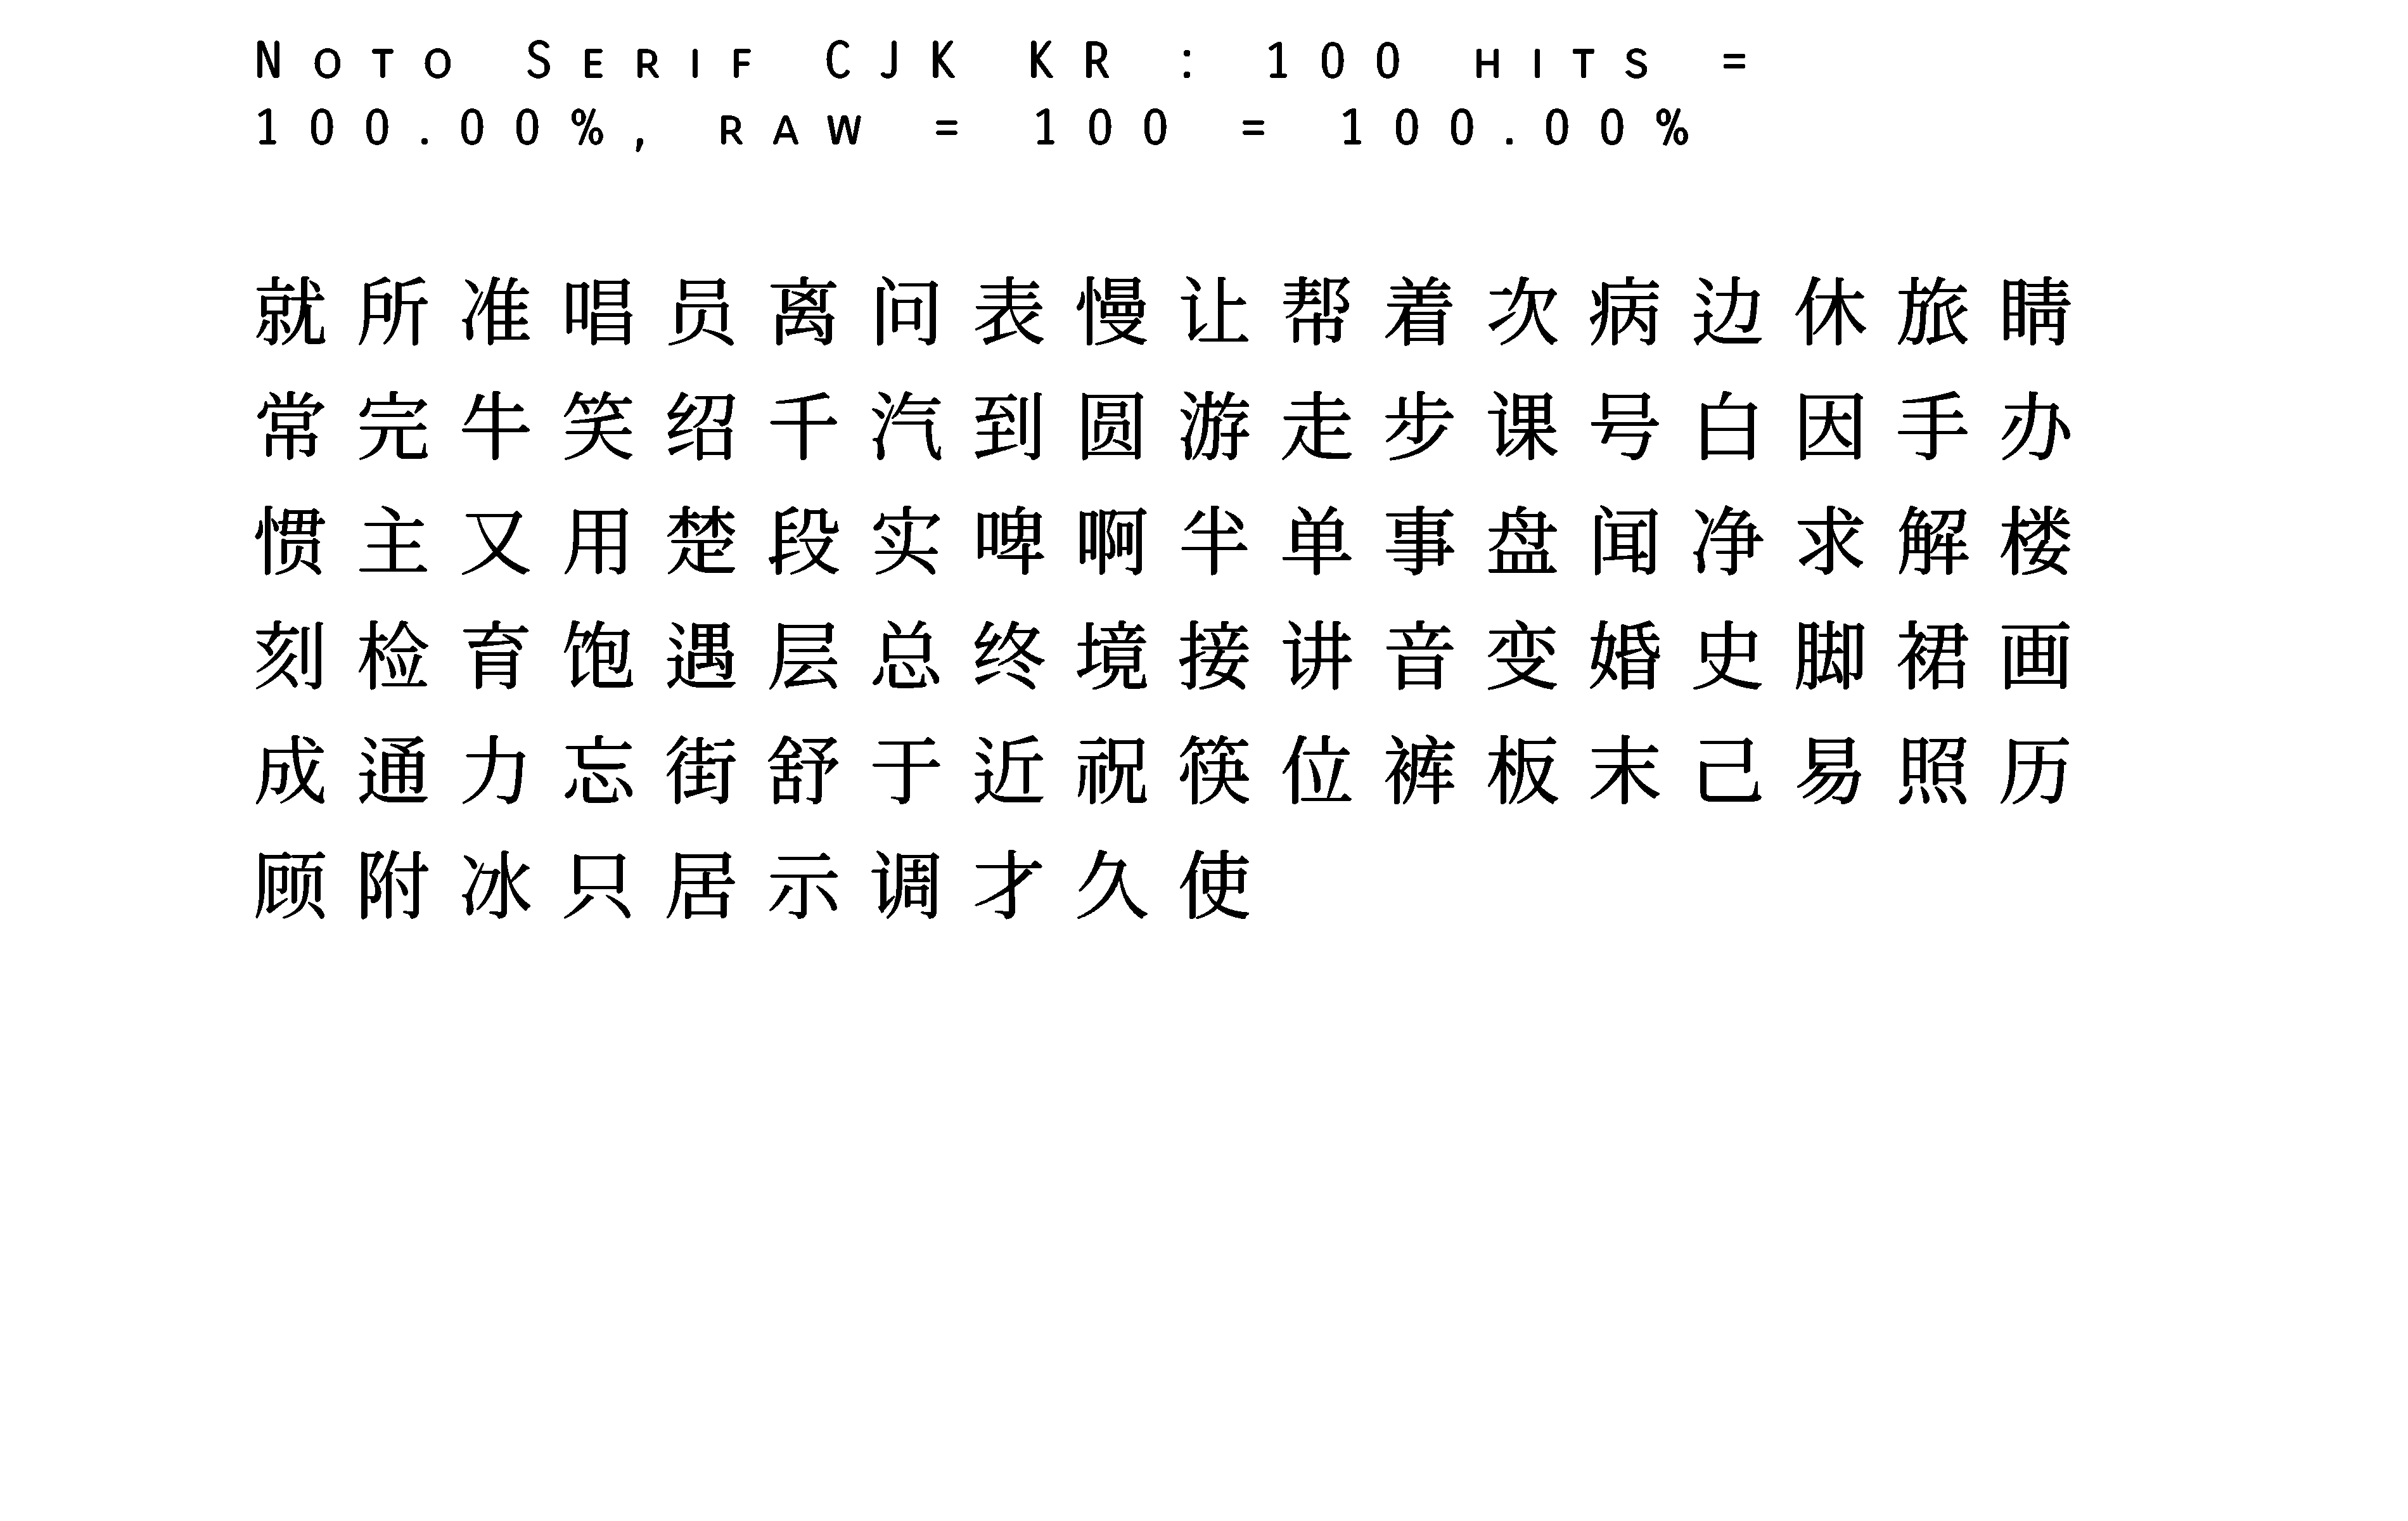 Noto Serif CJK KR : 100 hits =
100.00%, raw = 100 = 100.00%
就所准唱员离问表慢让帮着次病边休旅睛
常完牛笑绍千汽到圆游走步课号白因手办
惯主又用楚段实啤啊半单事盘闻净求解楼
刻检育饱遇层总终境接讲音变婚史脚裙画
成通力忘街舒于近祝筷位裤板末己易照历
顾附冰只居示调才久使